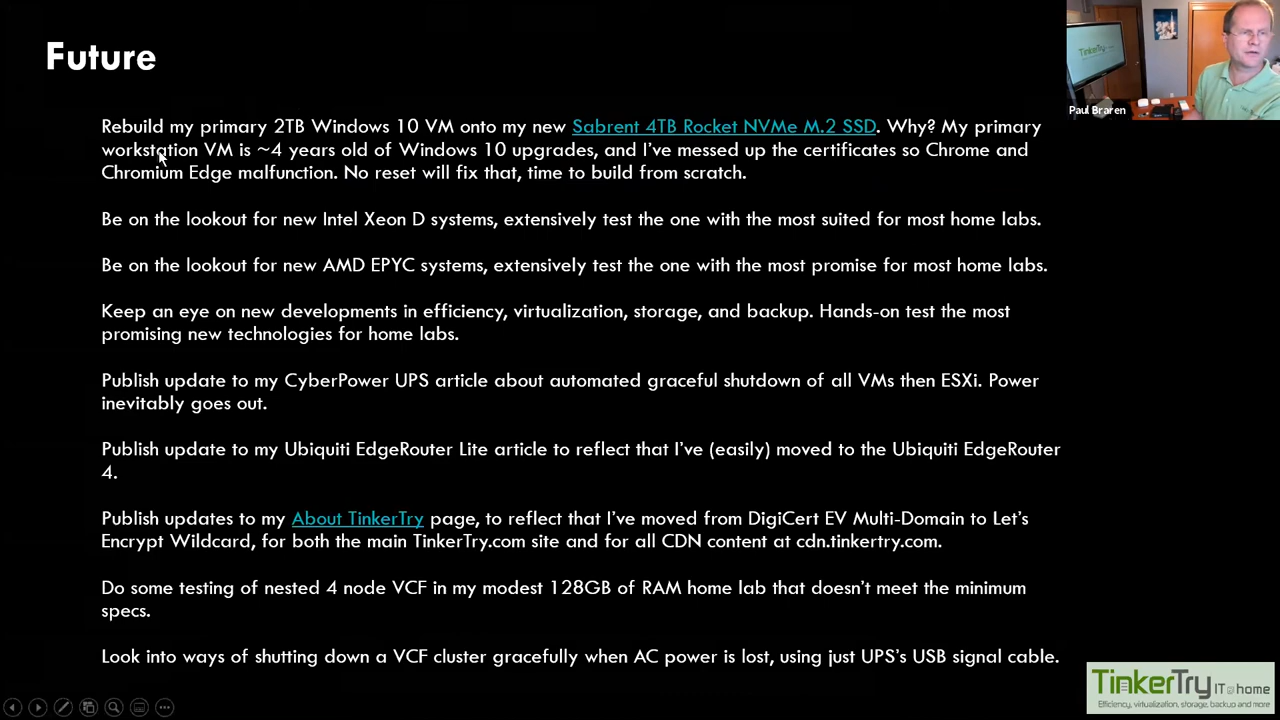 Future
Paul Braren
TinkerTry
Rebuild my primary 2TB Windows 10 VM onto my new Sabrent 4TB Rocket NVMe M.2 SSD. Why? My primary
workstation VM is ~4 years old of Windows 10 upgrades, and I've messed up the certificates so Chrome and
Chromium Edge malfunction. No reset will fix that, time to build from scratch.
Be on the lookout for new Intel Xeon D systems, extensively test the one with the most suited for most home labs.
Be on the lookout for new AMD EPYC systems, extensively test the one with the most promise for most home labs.
Keep an eye on new developments in efficiency, virtualization, storage, and backup. Hands-on test the most
promising new technologies for home labs.
Publish update to my CyberPower UPS article about automated graceful shutdown of all VMs then ESXi. Power
inevitably goes out.
Publish update to my Ubiquiti EdgeRouter Lite article to reflect that I've (easily) moved to the Ubiquiti EdgeRouter
4.
Publish updates to my About TinkerTry page, to reflect that I've moved from DigiCert EV Multi-Domain to Let's
Encrypt Wildcard, for both the main TinkerTry.com site and for all CDN content at cdn.tinkertry.com.
Do some testing of nested 4 node VCF in my modest 128GB of RAM home lab that doesn't meet the minimum
specs.
Look into ways of shutting down a VCF cluster gracefully when AC power is lost, using just UPS's USB signal cable.
TinkerTry IT @ home
Efficiency, virtualization, storage, backup and more